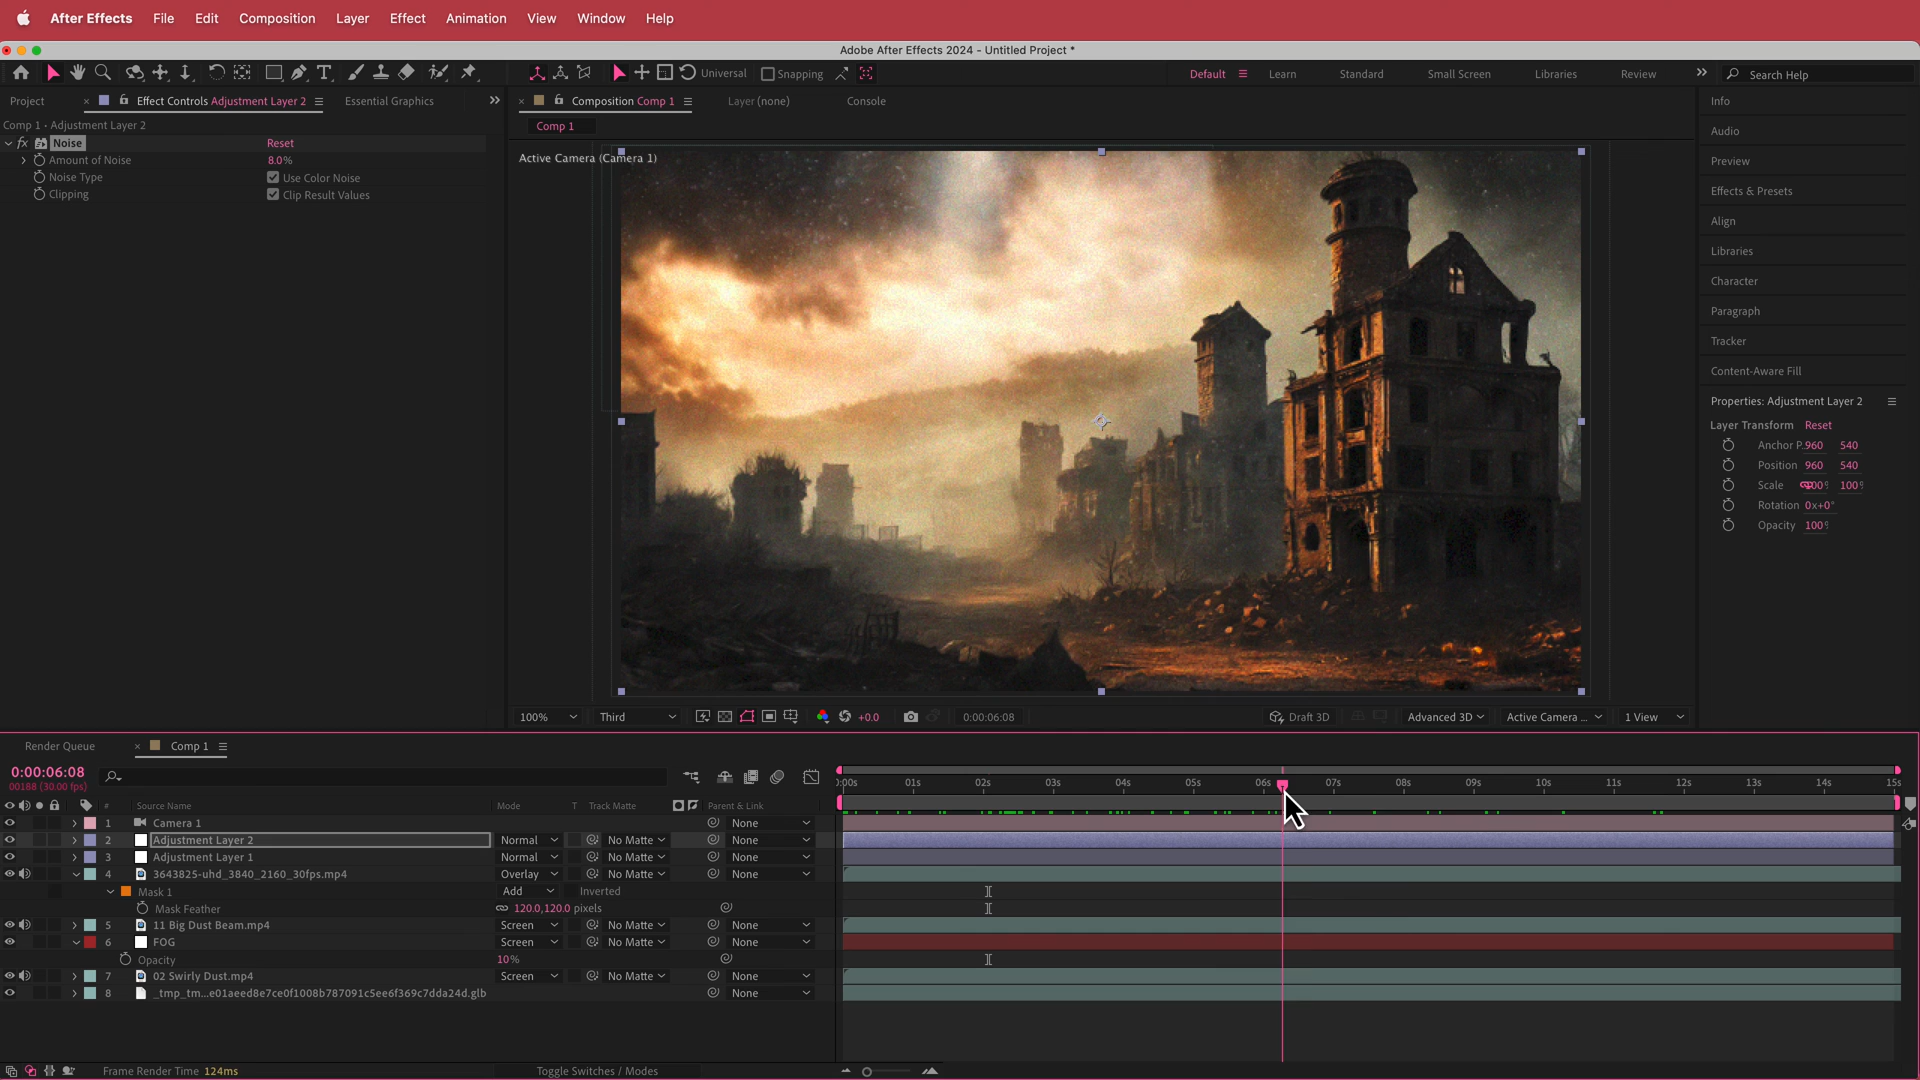 After Effects File Edit Composition Layer Effect Animation View Window Help
Adobe After Effects 2024 - Untitled Project *
Universal Snapping Default Learn Standard Small Screen Libraries Review Search Help
Project Effect Controls Adjustment Layer 2 Essential Graphics Composition Comp 1 Layer (none) Console Info
Comp 1 • Adjustment Layer 2
Comp 1
fx Noise Reset
Amount of Noise 8.0%
Noise Type Use Color Noise
Clipping Clip Result Values
Active Camera (Camera 1)
Audio
Preview
Effects & Presets
Align
Libraries
Character
Paragraph
Tracker
Content-Aware Fill
Properties: Adjustment Layer 2
Layer Transform Reset
Anchor P.. 960 540
Position 960 540
Scale 100% 100%
Rotation 0x+0°
Opacity 100%
100% Third +0.0 0:00:06:08 Draft 3D Advanced 3D Active Camera ... 1 View
Render Queue Comp 1
0:00:06:08
00188 (30.00 fps)
:00s 01s 02s 03s 04s 05s 06s 07s 08s 09s 10s 11s 12s 13s 14s 15s
# Source Name Mode T Track Matte Parent & Link
1 Camera 1 None
2 Adjustment Layer 2 Normal No Matte None
3 Adjustment Layer 1 Normal No Matte None
4 3643825-uhd_3840_2160_30fps.mp4 Overlay No Matte None
Mask 1 Add Inverted
Mask Feather 120.0,120.0 pixels
5 11 Big Dust Beam.mp4 Screen No Matte None
6 FOG Screen No Matte None
Opacity 10%
7 02 Swirly Dust.mp4 Screen No Matte None
8 _tmp_tm...e01aeed8e7ce0f1008b787091c5ee6f369c7dda24d.glb None
Frame Render Time 124ms Toggle Switches / Modes